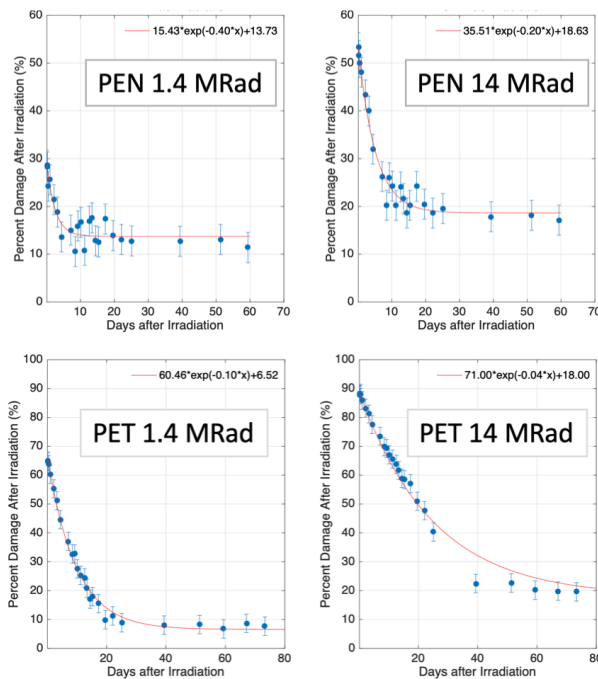 15.43*exp(-0.40*x)+13.73
PEN 1.4 MRad
Percent Damage After Irradiation (%)
60
50
40
30
20
10
0
0 10 20 30 40 50 60 70
Days after Irradiation
35.51*exp(-0.20*x)+18.63
PEN 14 MRad
Percent Damage After Irradiation (%)
60
50
40
30
20
10
0
0 10 20 30 40 50 60 70
Days after Irradiation
60.46*exp(-0.10*x)+6.52
PET 1.4 MRad
Percent Damage After Irradiation (%)
100
90
80
70
60
50
40
30
20
10
0
0 20 40 60 80
Days after Irradiation
71.00*exp(-0.04*x)+18.00
PET 14 MRad
Percent Damage After Irradiation (%)
100
90
80
70
60
50
40
30
20
10
0
0 20 40 60 80
Days after Irradiation